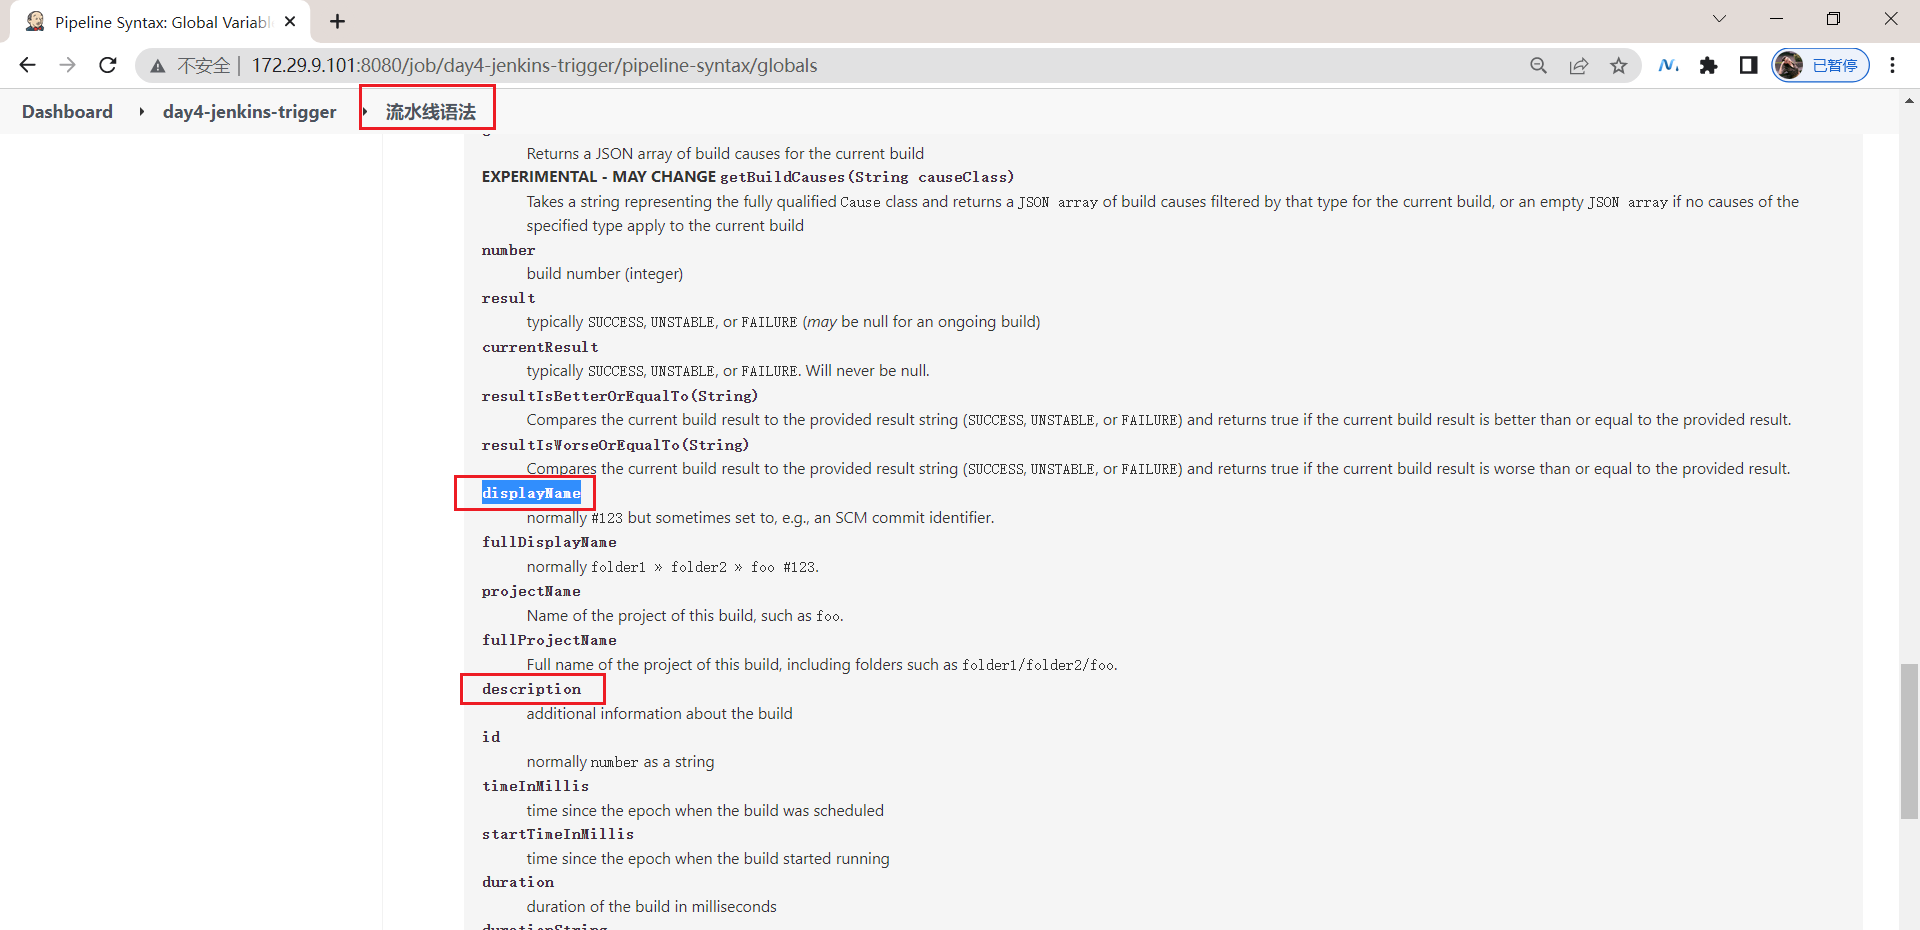 Pipeline Syntax: Global Variabl
不安全 | 172.29.9.101:8080/job/day4-jenkins-trigger/pipeline-syntax/globals
已暂停
Dashboard day4-jenkins-trigger 流水线语法
Returns a JSON array of build causes for the current build
EXPERIMENTAL - MAY CHANGE getBuildCauses(String causeClass)
Takes a string representing the fully qualified Cause class and returns a JSON array of build causes filtered by that type for the current build, or an empty JSON array if no causes of the
specified type apply to the current build
number
build number (integer)
result
typically SUCCESS, UNSTABLE, or FAILURE (may be null for an ongoing build)
currentResult
typically SUCCESS, UNSTABLE, or FAILURE. Will never be null.
resultIsBetterOrEqualTo(String)
Compares the current build result to the provided result string (SUCCESS, UNSTABLE, or FAILURE) and returns true if the current build result is better than or equal to the provided result.
resultIsWorseOrEqualTo(String)
Compares the current build result to the provided result string (SUCCESS, UNSTABLE, or FAILURE) and returns true if the current build result is worse than or equal to the provided result.
displayName
normally #123 but sometimes set to, e.g., an SCM commit identifier.
fullDisplayName
normally folder1 » folder2 » foo #123.
projectName
Name of the project of this build, such as foo.
fullProjectName
Full name of the project of this build, including folders such as folder1/folder2/foo.
description
additional information about the build
id
normally number as a string
timeInMillis
time since the epoch when the build was scheduled
startTimeInMillis
time since the epoch when the build started running
duration
duration of the build in milliseconds
durationString